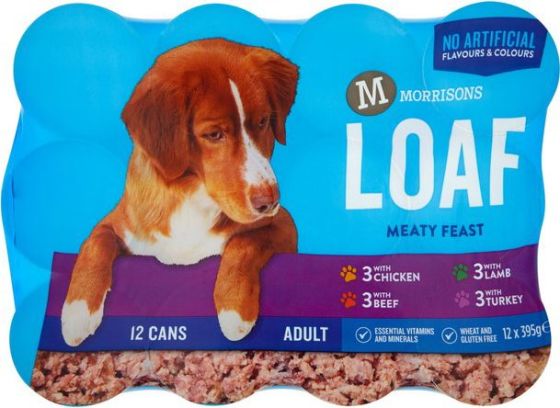 NO ARTIFICIAL
FLAVOURS & COLOURS
M
MORRISONS
LOAF
MEATY FEAST
3 WITH CHICKEN
3 WITH LAMB
3 WITH BEEF
3 WITH TURKEY
12 CANS
ADULT
ESSENTIAL VITAMINS
AND MINERALS
WHEAT AND
GLUTEN FREE
12 x 395g e